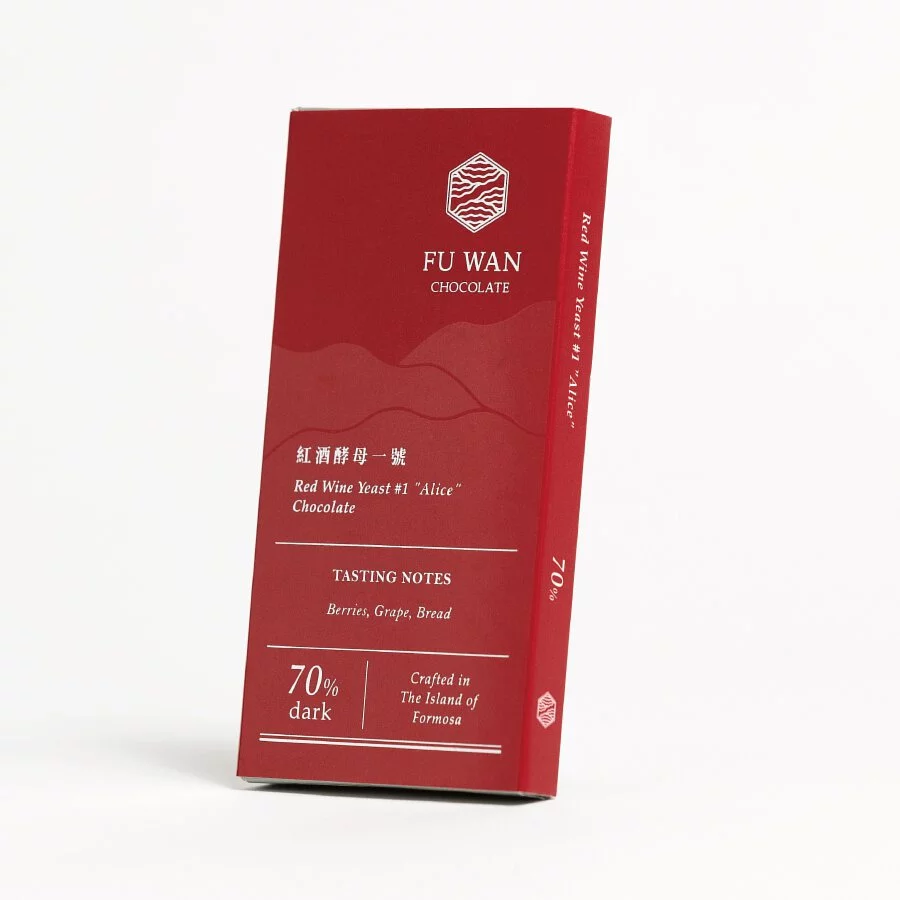 FU WAN
CHOCOLATE
紅酒酵母一號
Red Wine Yeast #1 "Alice"
Chocolate
TASTING NOTES
Berries, Grape, Bread
70%
dark
Crafted in
The Island of
Formosa
Red Wine Yeast #1 "Alice"
70%